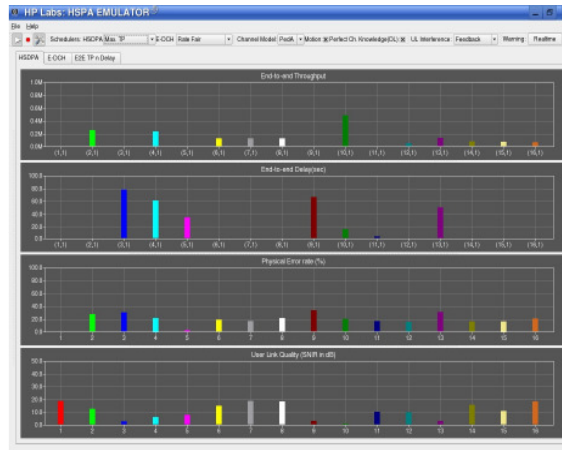 HP Labs: HSPA EMULATOR
File Help
Schedulers: HSDPA Max. TP E-DCH Rate Fair Channel Model: PedA Motion Perfect Ch. Knowledge(DL): UL Interference: Feedback Warning: Realtime
HSDPA E-DCH E2E TP n Delay
End-to-end Throughput
1.0M
0.8M
0.6M
0.4M
0.2M
0.0M
(1,1) (2,1) (3,1) (4,1) (5,1) (6,1) (7,1) (8,1) (9,1) (10,1) (11,1) (12,1) (13,1) (14,1) (15,1) (16,1)
End-to-end Delay(sec)
100.0
80.0
60.0
40.0
20.0
0.0
(1,1) (2,1) (3,1) (4,1) (5,1) (6,1) (7,1) (8,1) (9,1) (10,1) (11,1) (12,1) (13,1) (14,1) (15,1) (16,1)
Physical Error rate (%)
100.0
80.0
60.0
40.0
20.0
0.0
1 2 3 4 5 6 7 8 9 10 11 12 13 14 15 16
User Link Quality (SNIR in dB)
50.0
40.0
30.0
20.0
10.0
0.0
1 2 3 4 5 6 7 8 9 10 11 12 13 14 15 16